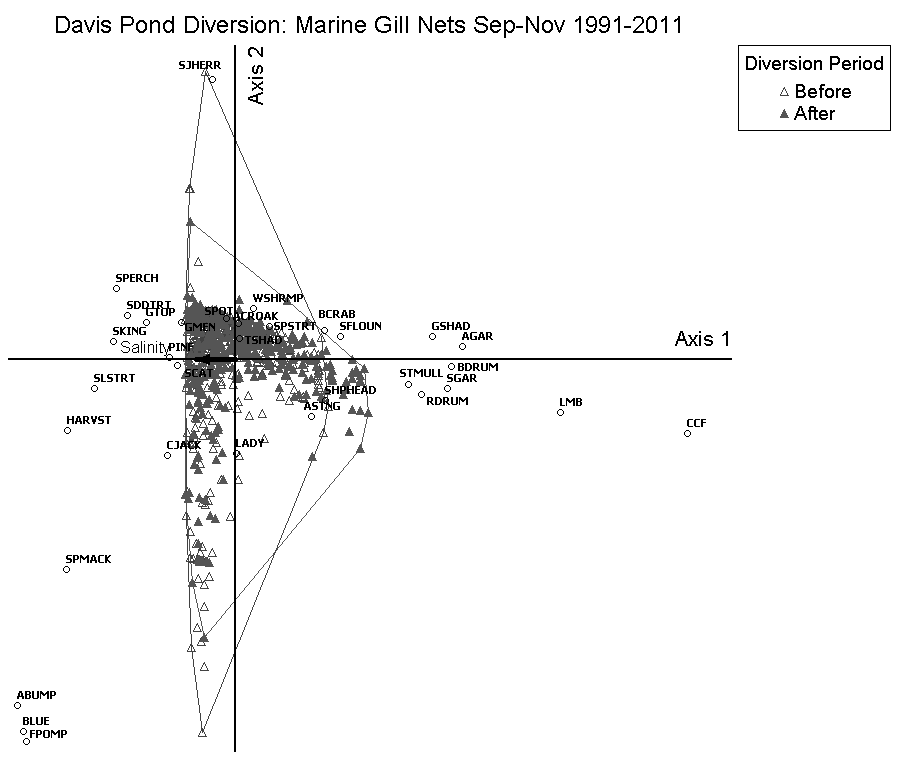 Davis Pond Diversion: Marine Gill Nets Sep-Nov 1991-2011
Axis 2
Diversion Period
Before
After
SJHERR
SPERCH
SDDTRT
GTOP
WSHRMP
SPOT
ACROAK
BCRAB
SKING
GMEN
SPSTRT
SFLOUN
GSHAD
AGAR
Axis 1
TSHAD
Salinity
PINF
SCAT
BDRUM
SLSTRT
STMULL
SGAR
SHPHEAD
RDRUM
ASTNG
LMB
HARVST
CCF
CJACK
LADY
SPMACK
ABUMP
BLUE
FPOMP